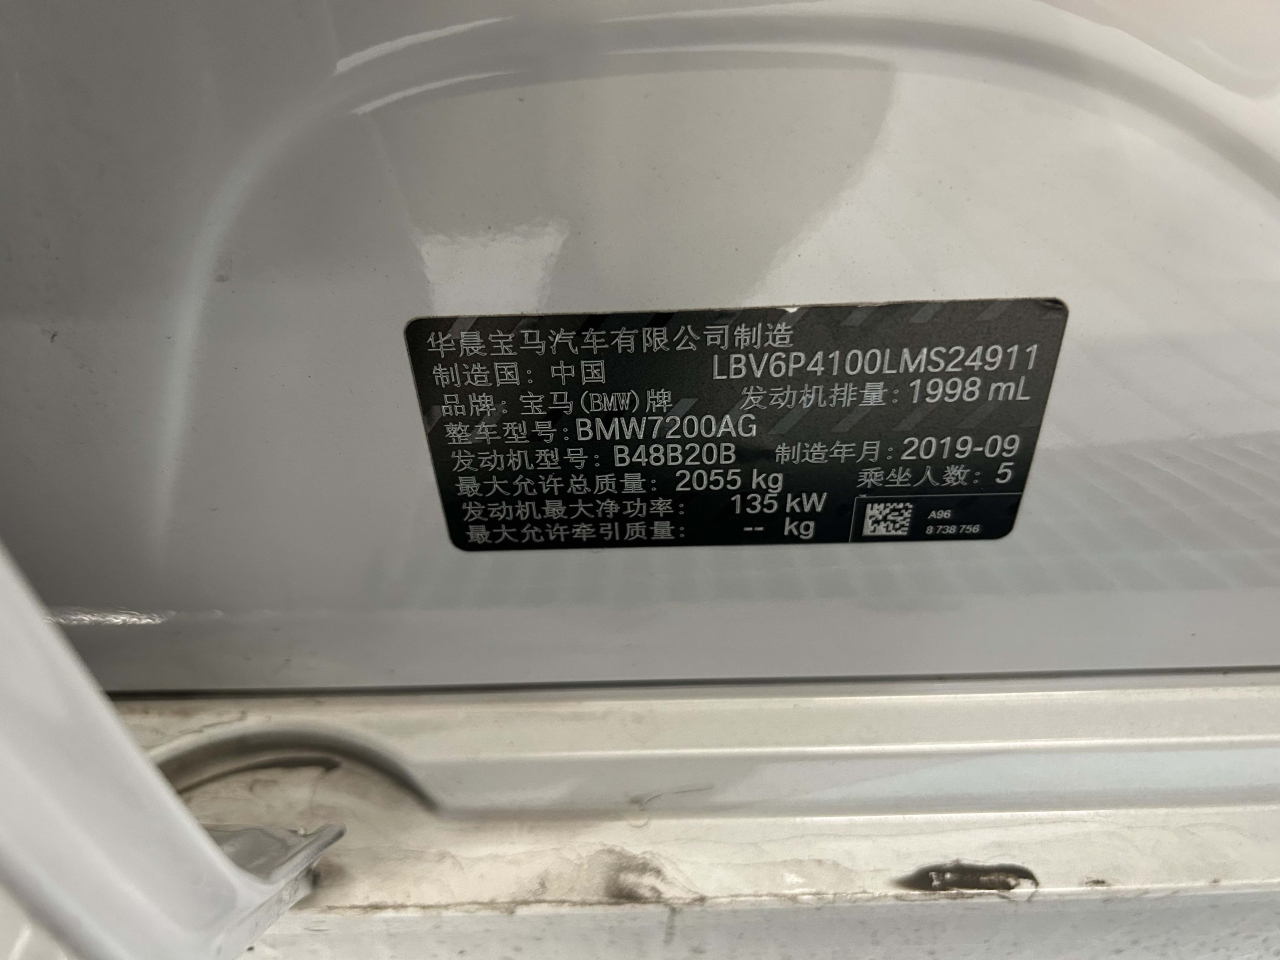 华晨宝马汽车有限公司制造
制造国：中国 LBV6P4100LMS24911
品牌：宝马(BMW)牌 发动机排量：1998 mL
整车型号：BMW7200AG
发动机型号：B48B20B 制造年月：2019-09
最大允许总质量：2055 kg 乘坐人数：5
发动机最大净功率：135 kW
最大允许牵引质量：-- kg
A96
8 738 756